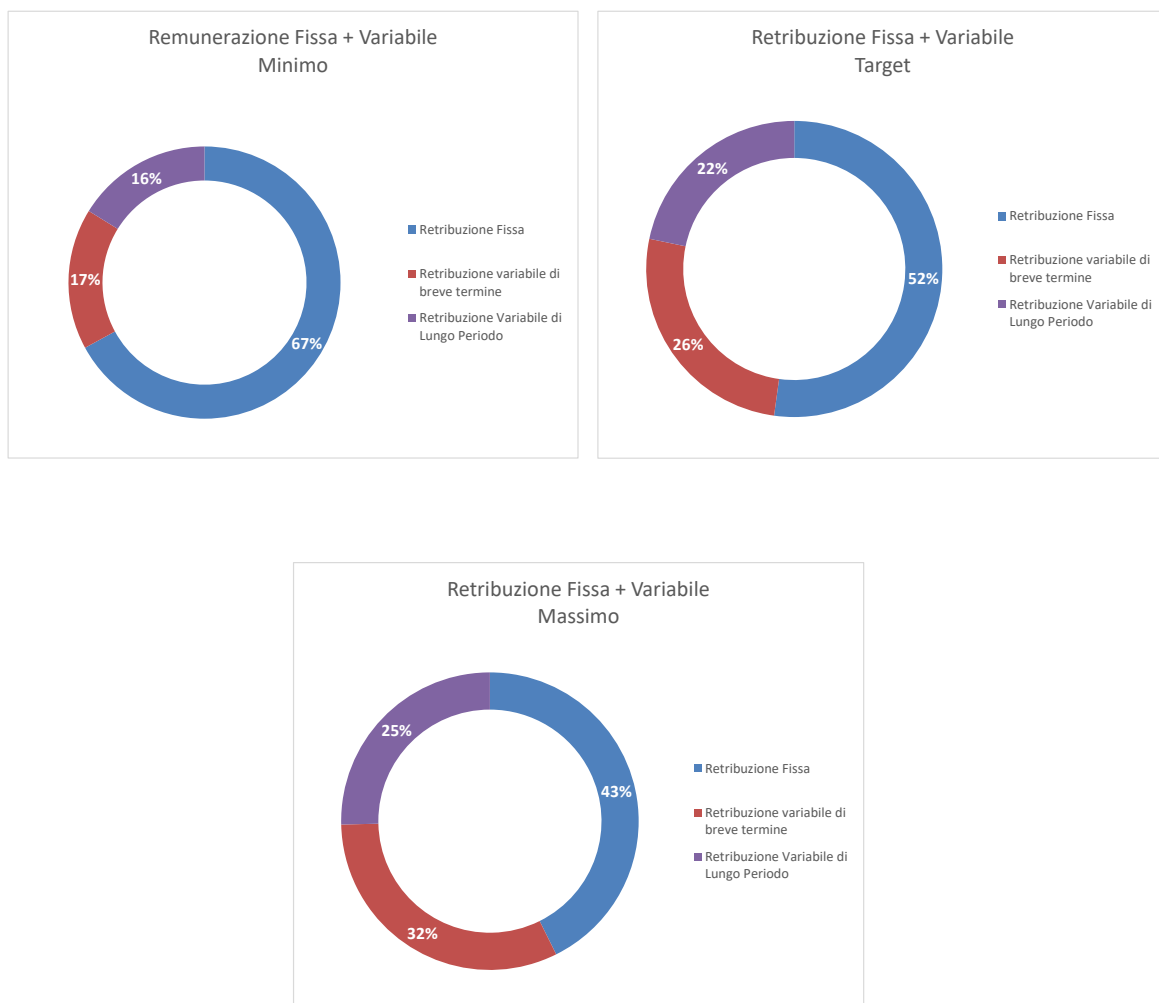 Remunerazione Fissa + Variabile
Minimo
16%
17%
67%
Retribuzione Fissa
Retribuzione variabile di
breve termine
Retribuzione Variabile di
Lungo Periodo
Retribuzione Fissa + Variabile
Target
22%
52%
26%
Retribuzione Fissa
Retribuzione variabile di
breve termine
Retribuzione Variabile di
Lungo Periodo
Retribuzione Fissa + Variabile
Massimo
25%
43%
32%
Retribuzione Fissa
Retribuzione variabile di
breve termine
Retribuzione Variabile di
Lungo Periodo